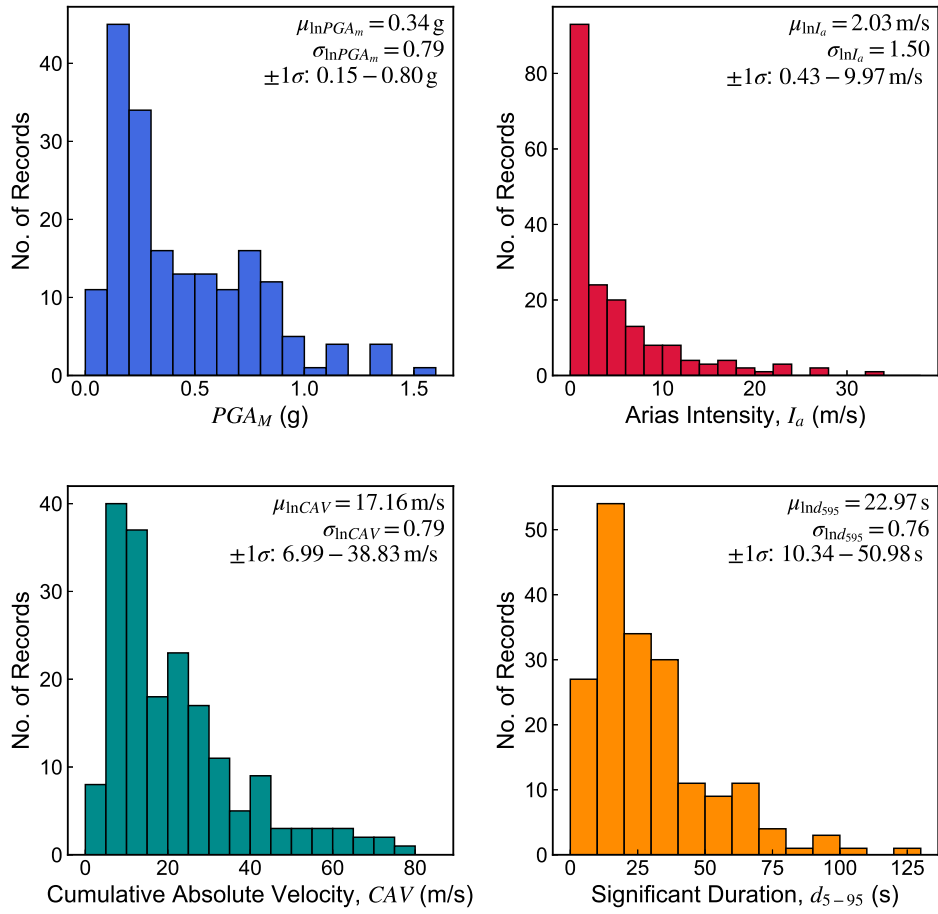 μlnPGAm = 0.34 g
σlnPGAm = 0.79
±1σ: 0.15 – 0.80 g
No. of Records
40
30
20
10
0
0.0 0.5 1.0 1.5
PGAM (g)
μlnIa = 2.03 m/s
σlnIa = 1.50
±1σ: 0.43 – 9.97 m/s
No. of Records
80
60
40
20
0
0 10 20 30
Arias Intensity, Ia (m/s)
μlnCAV = 17.16 m/s
σlnCAV = 0.79
±1σ: 6.99 – 38.83 m/s
No. of Records
40
30
20
10
0
0 20 40 60 80
Cumulative Absolute Velocity, CAV (m/s)
μlnd595 = 22.97 s
σlnd595 = 0.76
±1σ: 10.34 – 50.98 s
No. of Records
50
40
30
20
10
0
0 25 50 75 100 125
Significant Duration, d5 – 95 (s)